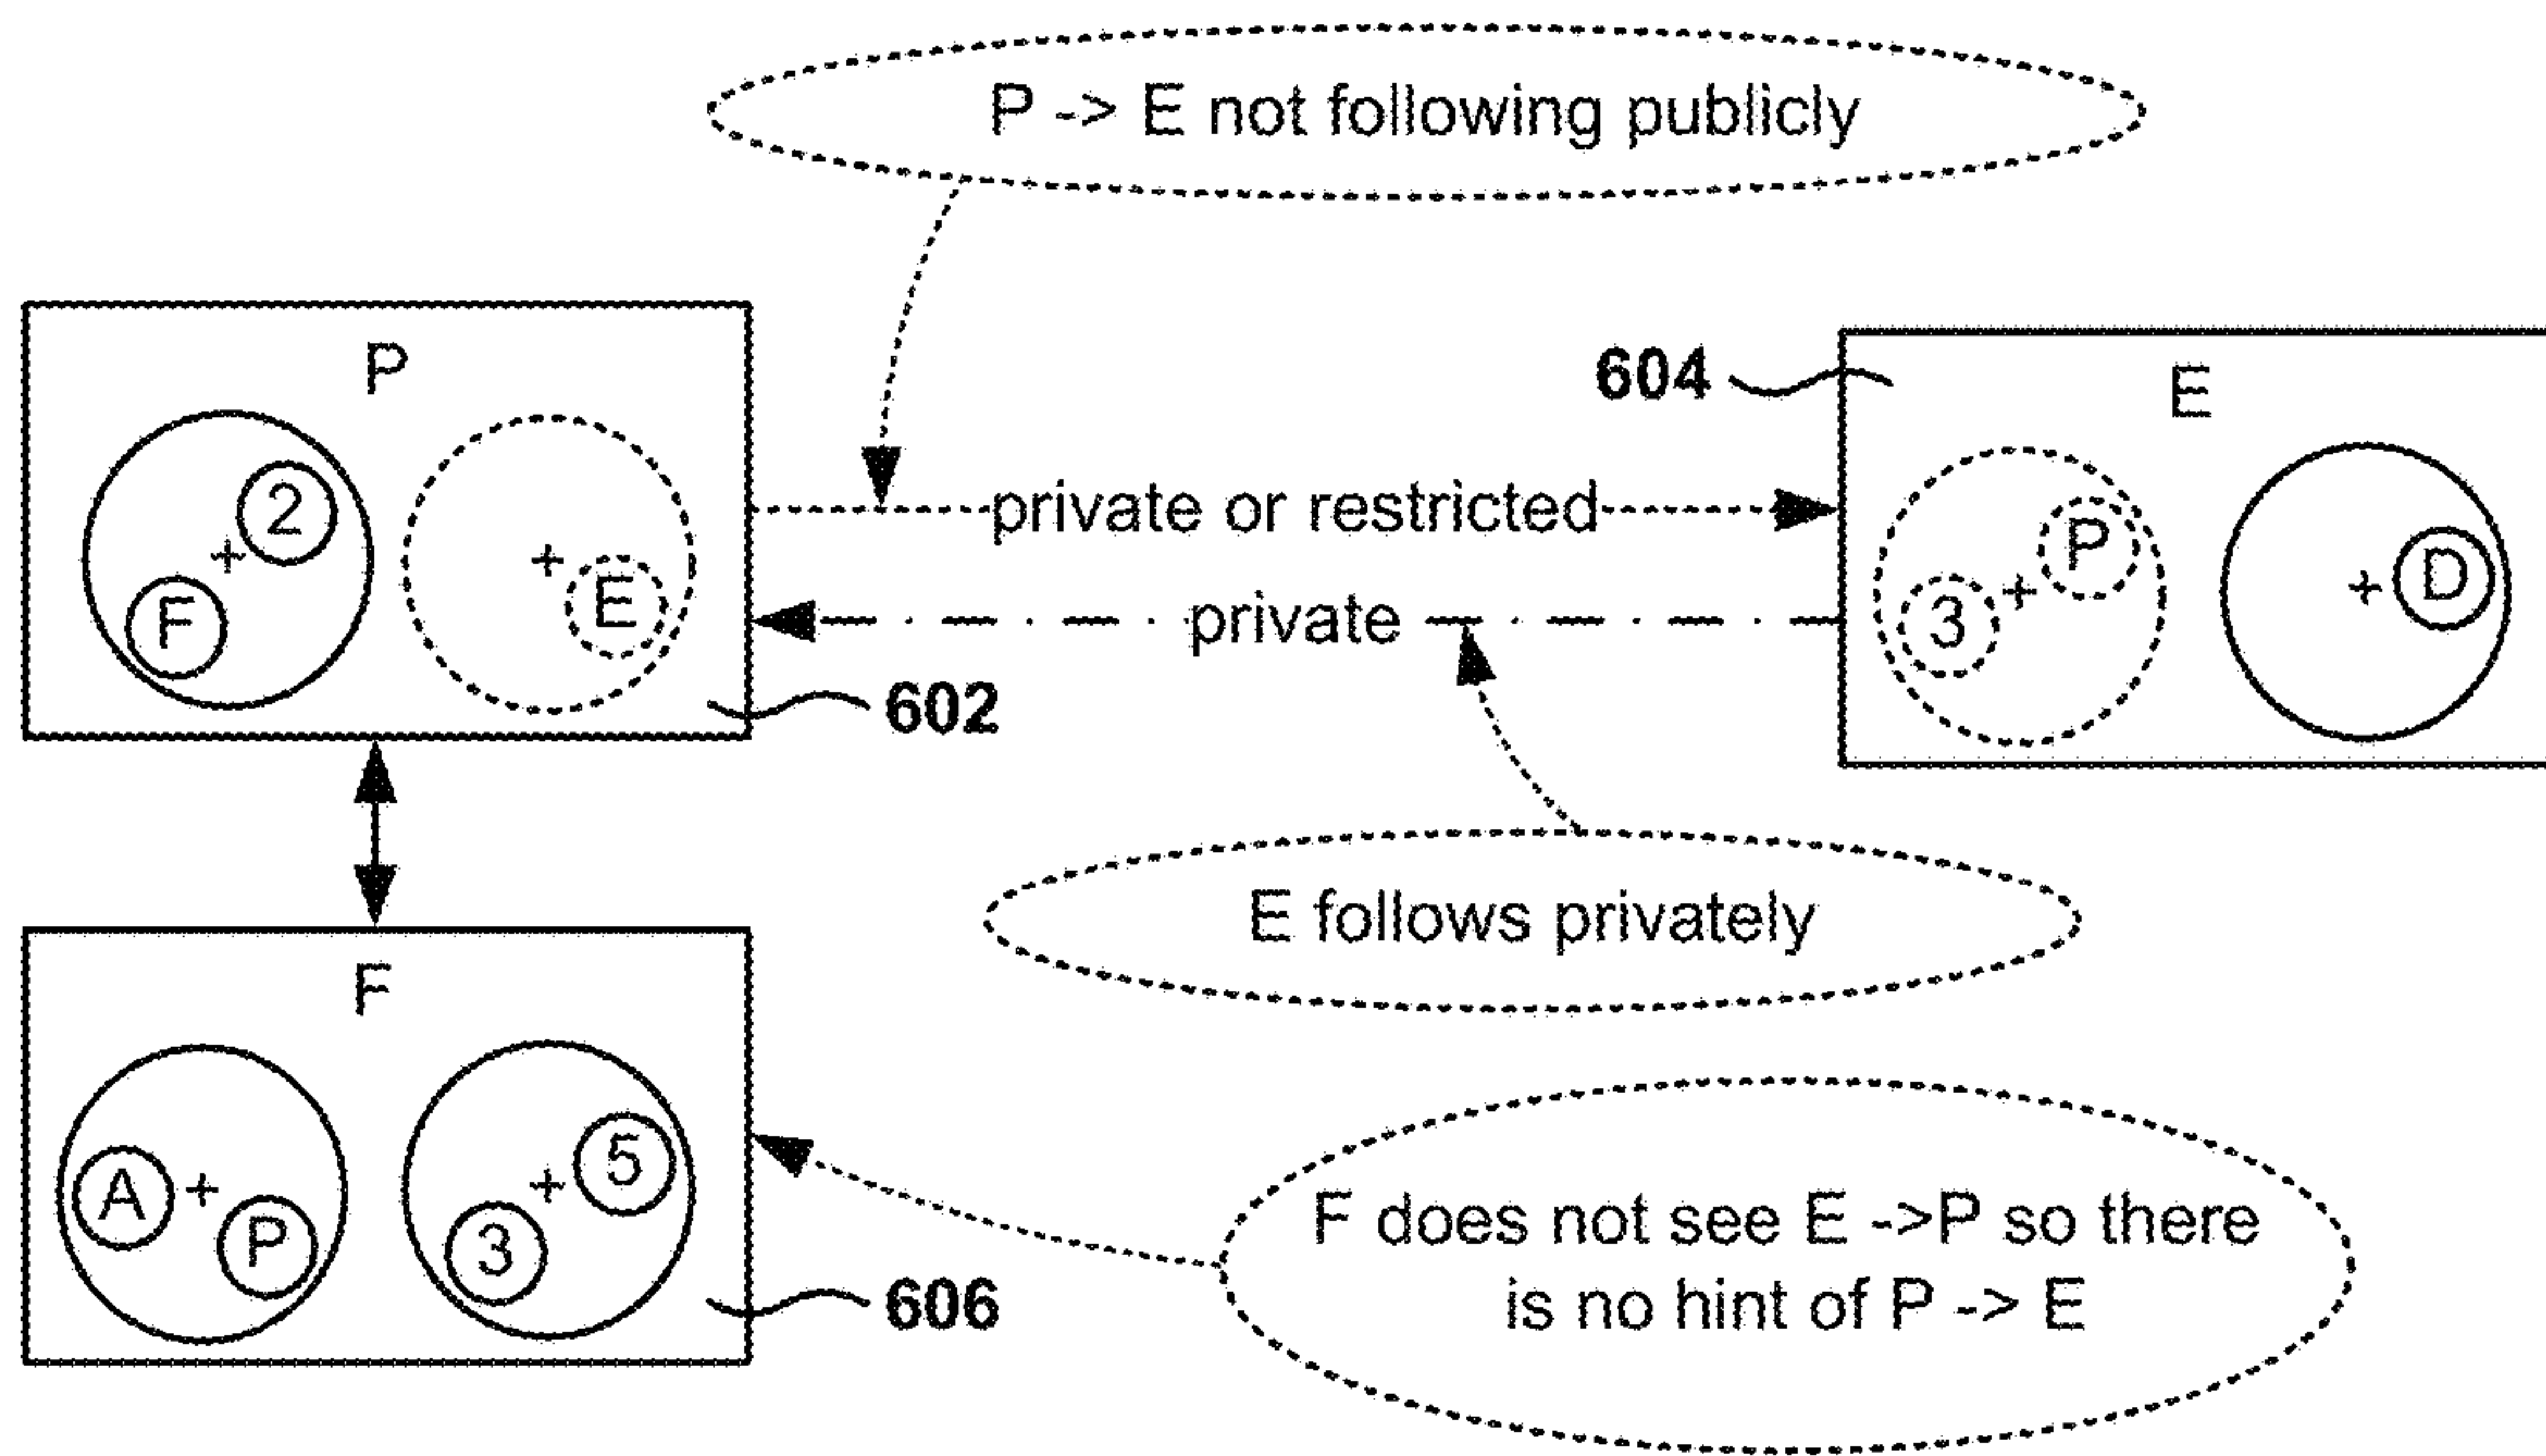 P -> E not following publicly
P
2
F
E
602
private or restricted
private
604
E
P
3
D
E follows privately
F
A
P
5
3
606
F does not see E ->P so there
is no hint of P -> E